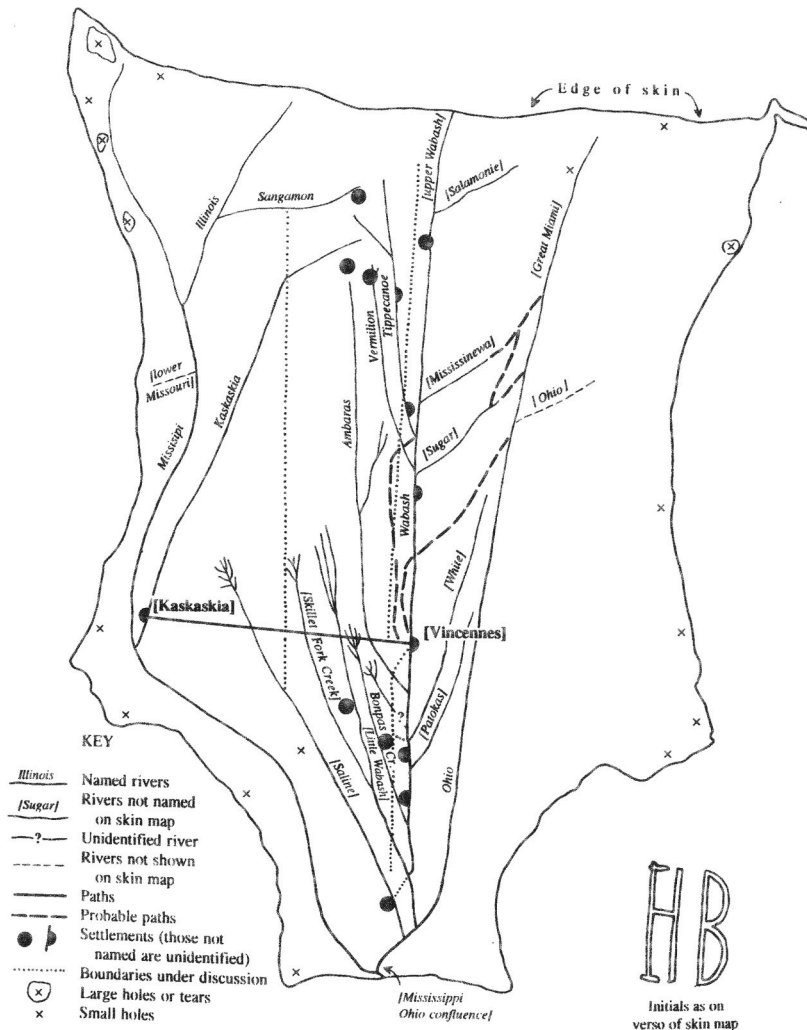 Edge of skin
[upper Wabash]
[Salamonie]
Sangamon
Illinois
[Great Miami]
Tippecanoe
Vermilion
[Mississinewa]
[lower
Missouri]
[Ohio]
Kaskaskia
Ambaras
[Sugar]
Missisipi
Wabash
[White]
[Kaskaskia]
[Vincennes]
[Skillet
Fork Creek]
Bonpas Cr.
?
[Patokas]
[Little Wabash]
[Saline]
Ohio
KEY
Illinois
Named rivers
[Sugar]
Rivers not named
on skin map
?
Unidentified river
Rivers not shown
on skin map
Paths
Probable paths
Settlements (those not
named are unidentified)
Boundaries under discussion
Large holes or tears
Small holes
[Mississippi
Ohio confluence]
HB
Initials as on
verso of skin map